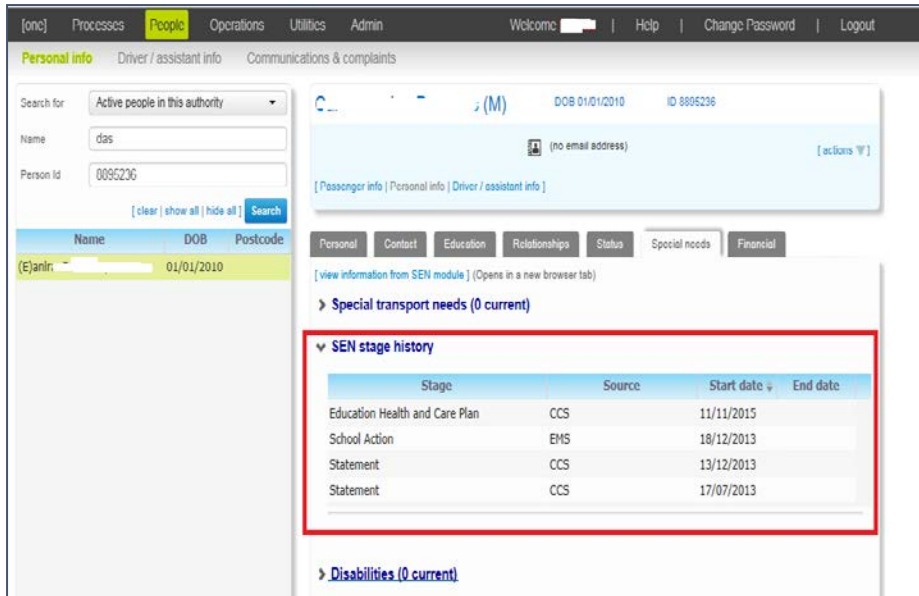 [one] Processes People Operations Utilities Admin Welcome | Help | Change Password | Logout
Personal info Driver / assistant info Communications & complaints
Search for Active people in this authority
Name das
Person Id 8895236
[ clear | show all | hide all ] Search
Name DOB Postcode
01/01/2010
(M) DOB 01/01/2010 ID 8895236
(no email address) [ actions ]
[ Passenger info | Personal info | Driver / assistant info ]
Personal Contact Education Relationships Status Special needs Financial
[ view information from SEN module ] (Opens in a new browser tab)
Special transport needs (0 current)
SEN stage history
Stage Source Start date End date
Education Health and Care Plan CCS 11/11/2015
School Action EMS 18/12/2013
Statement CCS 13/12/2013
Statement CCS 17/07/2013
Disabilities (0 current)